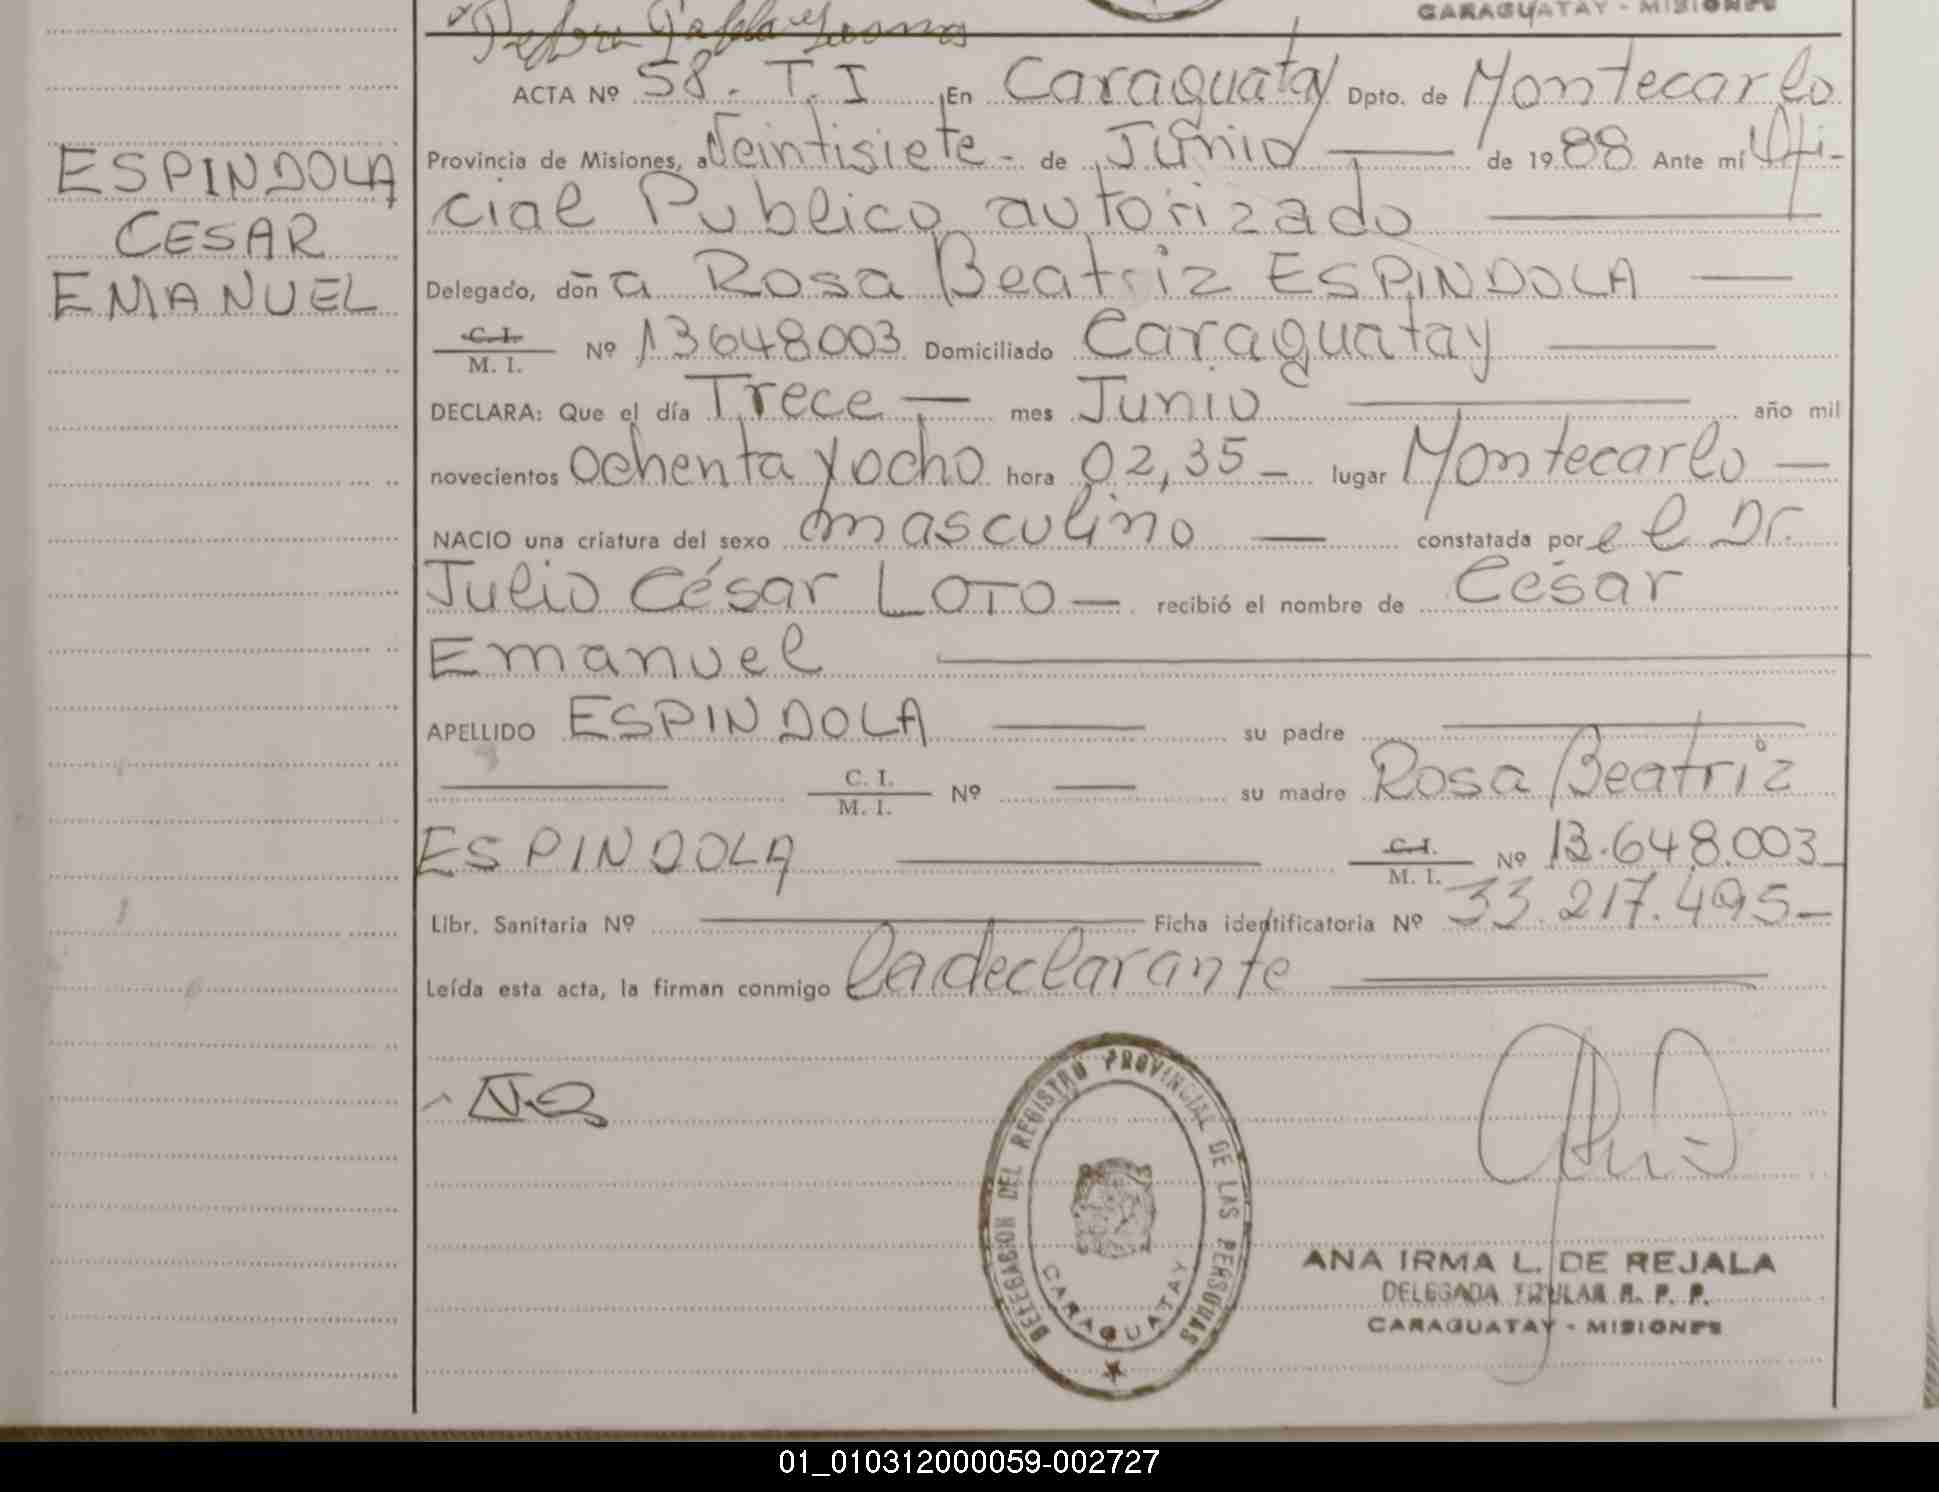 CARAGUATAY - MISIONES
ACTA Nº 58. T. I En Caraguatay Dpto. de Montecarlo
Provincia de Misiones, a Veintisiete - de Junio de 1988 Ante mí Ofi-
cial Publico autorizado
Delegado, doña Rosa Beatriz ESPINDOLA
C. I.
M. I. Nº 13648003 Domiciliado Caraguatay
DECLARA: Que el día Trece mes Junio año mil
novecientos ochenta y ocho hora 02,35 - lugar Montecarlo -
NACIO una criatura del sexo masculino constatada por el Dr.
Julio César LOTO - recibió el nombre de César
Emanuel
APELLIDO ESPINDOLA su padre
C. I.
M. I. Nº su madre Rosa Beatriz
ESPINDOLA C. I.
M. I. Nº 13.648.003
Libr. Sanitaria Nº Ficha identificatoria Nº 33.217.495-
Leída esta acta, la firman conmigo la declarante
ESPINDOLA
CESAR
EMANUEL
DELEGACION DEL REGISTRO PROVINCIAL DE LAS PERSONAS
CARAGUATAY
ANA IRMA L. DE REJALA
DELEGADA TITULAR R. P. P.
CARAGUATAY - MISIONES
01_010312000059-002727